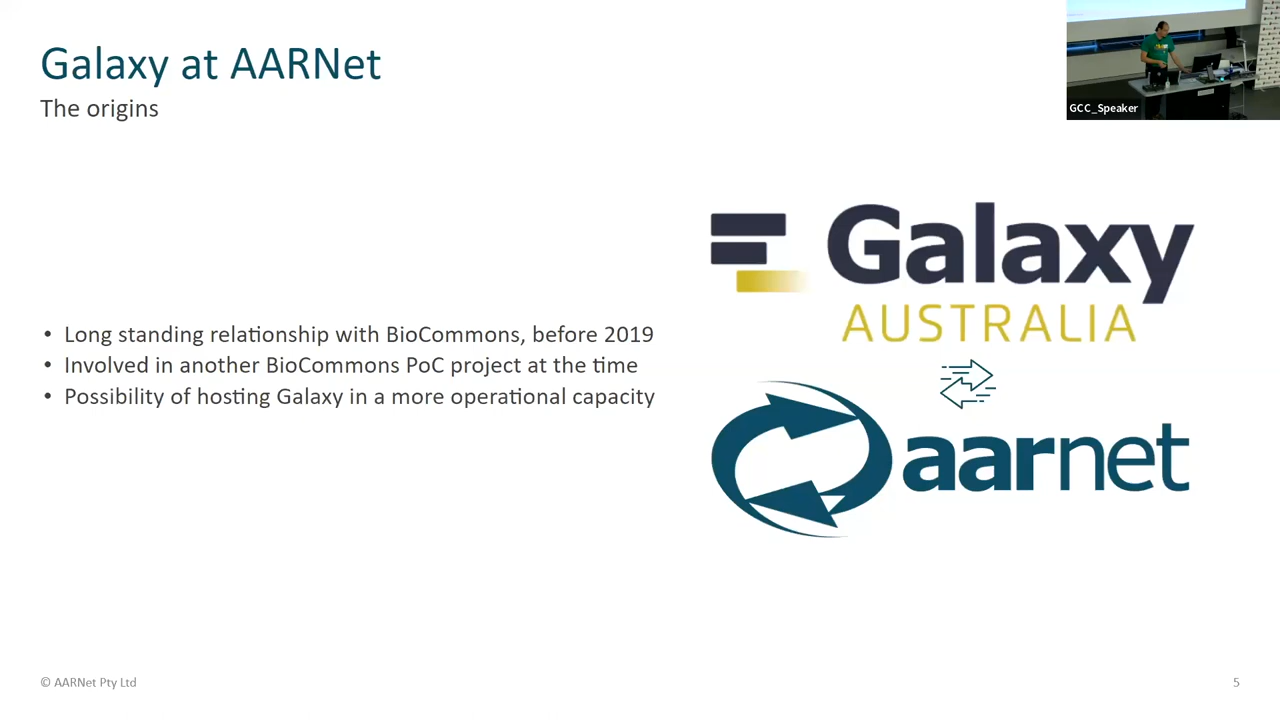 Galaxy at AARNet
The origins
GCC_Speaker
• Long standing relationship with BioCommons, before 2019
• Involved in another BioCommons PoC project at the time
• Possibility of hosting Galaxy in a more operational capacity
Galaxy
AUSTRALIA
aarnet
© AARNet Pty Ltd
5